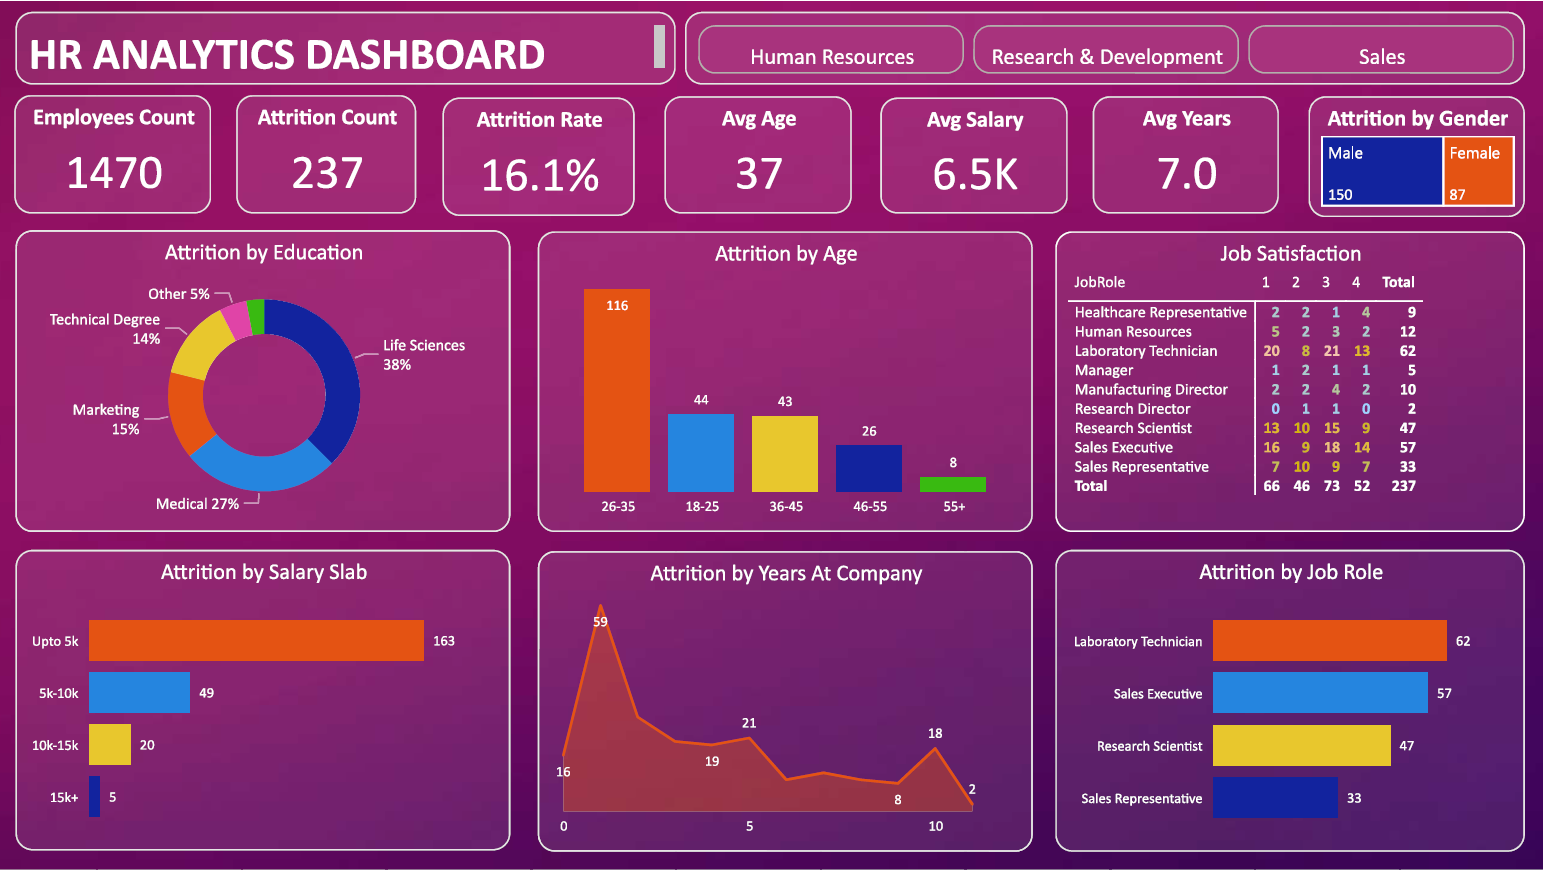 HR ANALYTICS DASHBOARD
Human Resources
Research & Development
Sales
Employees Count
1470
Attrition Count
237
Attrition Rate
16.1%
Avg Age
37
Avg Salary
6.5K
Avg Years
7.0
Attrition by Gender
Male
150
Female
87
Attrition by Education
Other 5%
Technical Degree
14%
Life Sciences
38%
Marketing
15%
Medical 27%
Attrition by Age
116
44
43
26
8
26-35 18-25 36-45 46-55 55+
Job Satisfaction
JobRole 1 2 3 4 Total
Healthcare Representative 2 2 1 4 9
Human Resources 5 2 3 2 12
Laboratory Technician 20 8 21 13 62
Manager 1 2 1 1 5
Manufacturing Director 2 2 4 2 10
Research Director 0 1 1 0 2
Research Scientist 13 10 15 9 47
Sales Executive 16 9 18 14 57
Sales Representative 7 10 9 7 33
Total 66 46 73 52 237
Attrition by Salary Slab
Upto 5k 163
5k-10k 49
10k-15k 20
15k+ 5
Attrition by Years At Company
59
16
19
21
8
18
2
0 5 10
Attrition by Job Role
Laboratory Technician 62
Sales Executive 57
Research Scientist 47
Sales Representative 33